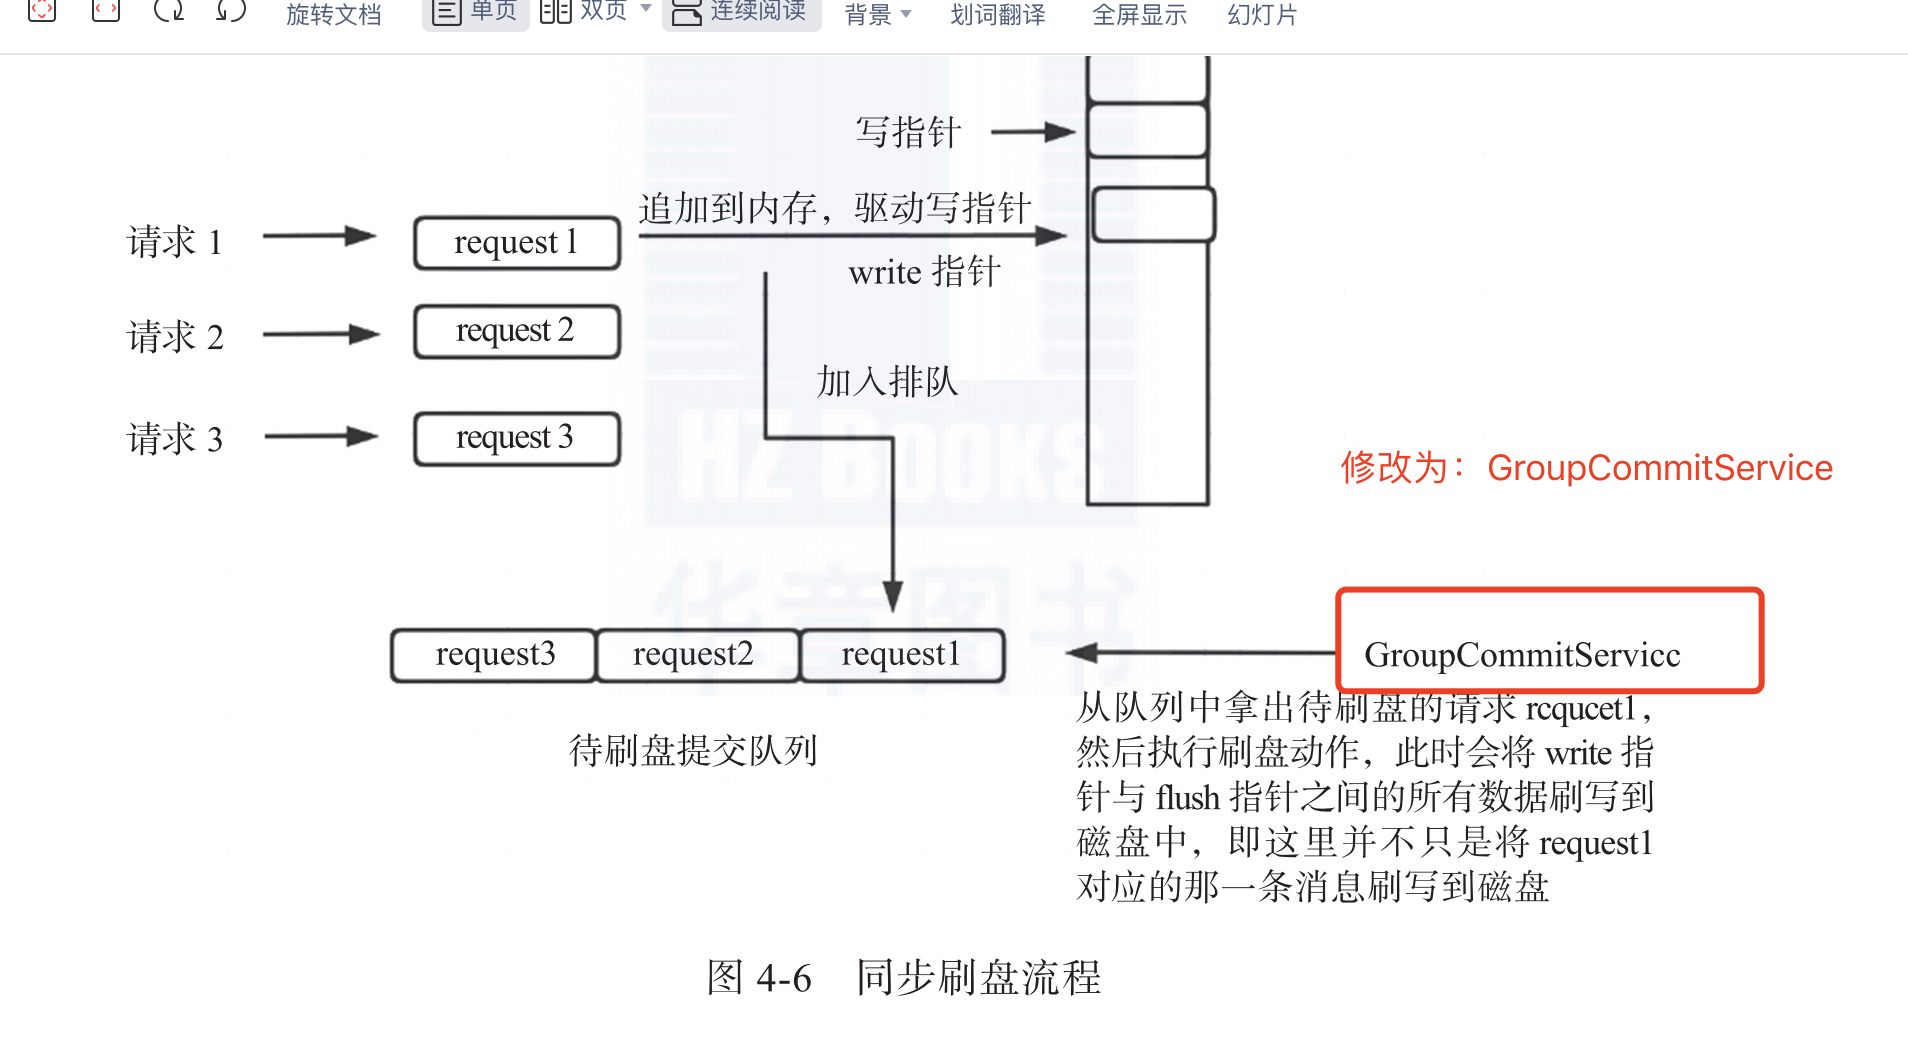 旋转文档 单页 双页 连续阅读 背景 划词翻译 全屏显示 幻灯片
写指针
追加到内存，驱动写指针
请求 1 request 1
write 指针
请求 2 request 2
加入排队
请求 3 request 3
HZ BOOKS
修改为：GroupCommitService
华章图书
request3 request2 request1
GroupCommitServicc
待刷盘提交队列
从队列中拿出待刷盘的请求 rcqucet1，
然后执行刷盘动作，此时会将 write 指
针与 flush 指针之间的所有数据刷写到
磁盘中，即这里并不只是将 request1
对应的那一条消息刷写到磁盘
图 4-6 同步刷盘流程